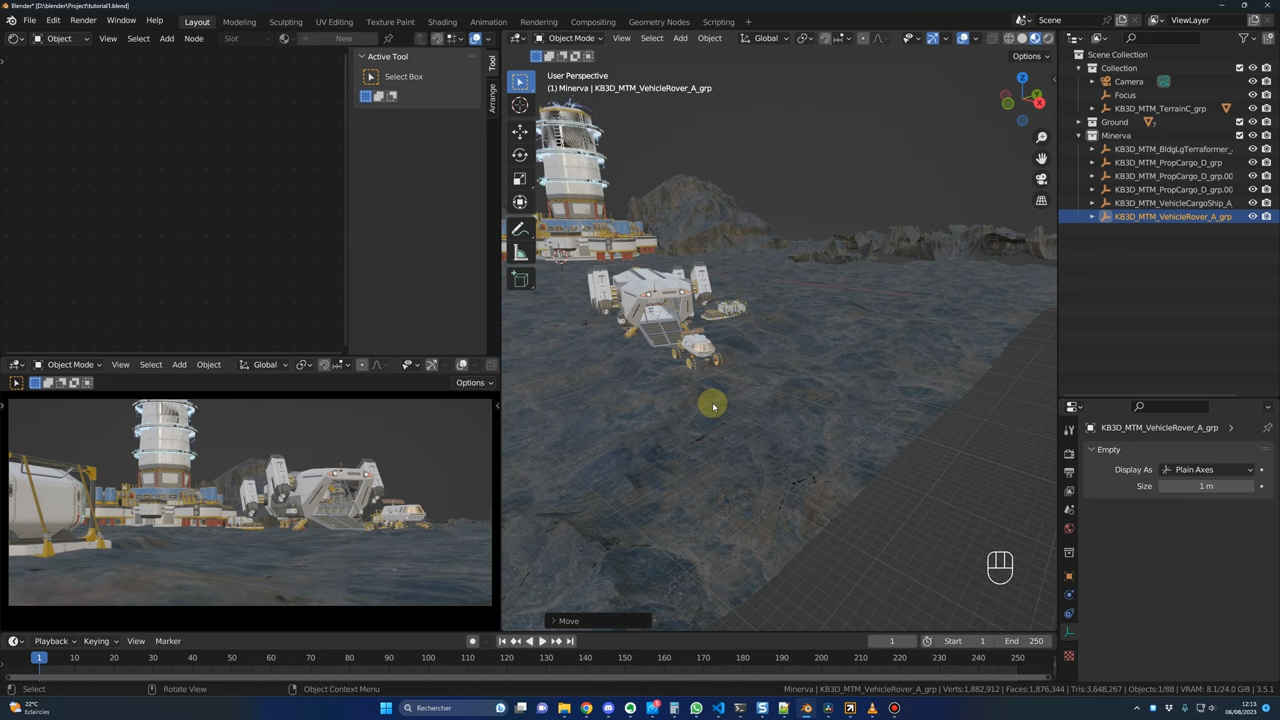 Blender* [D:\blender\Project\tutorial1.blend]
File Edit Render Window Help Layout Modeling Sculpting UV Editing Texture Paint Shading Animation Rendering Compositing Geometry Nodes Scripting Scene ViewLayer
Object View Select Add Node Slot New
Object Mode View Select Add Object Global
Options
Active Tool
Select Box
Tool
Arrange
User Perspective
(1) Minerva | KB3D_MTM_VehicleRover_A_grp
Z
Y
X
Scene Collection
Collection
Camera
Focus
KB3D_MTM_TerrainC_grp
Ground 7
Minerva
KB3D_MTM_BldgLgTerraformer_
KB3D_MTM_PropCargo_D_grp
KB3D_MTM_PropCargo_D_grp.00
KB3D_MTM_PropCargo_D_grp.00
KB3D_MTM_VehicleCargoShip_A
KB3D_MTM_VehicleRover_A_grp
Object Mode View Select Add Object Global
Options
KB3D_MTM_VehicleRover_A_grp
Empty
Display As Plain Axes
Size 1 m
Move
Playback Keying View Marker 1 Start 1 End 250
1 10 20 30 40 50 60 70 80 90 100 110 120 130 140 150 160 170 180 190 200 210 220 230 240 250
Select Rotate View Object Context Menu Minerva | KB3D_MTM_VehicleRover_A_grp | Verts:1,882,912 | Faces:1,876,344 | Tris:3,648,267 | Objects:1/88 | VRAM: 8.1/24.0 GiB | 3.5.1
22°C
Eclaircies
Rechercher
12:13
06/08/2023